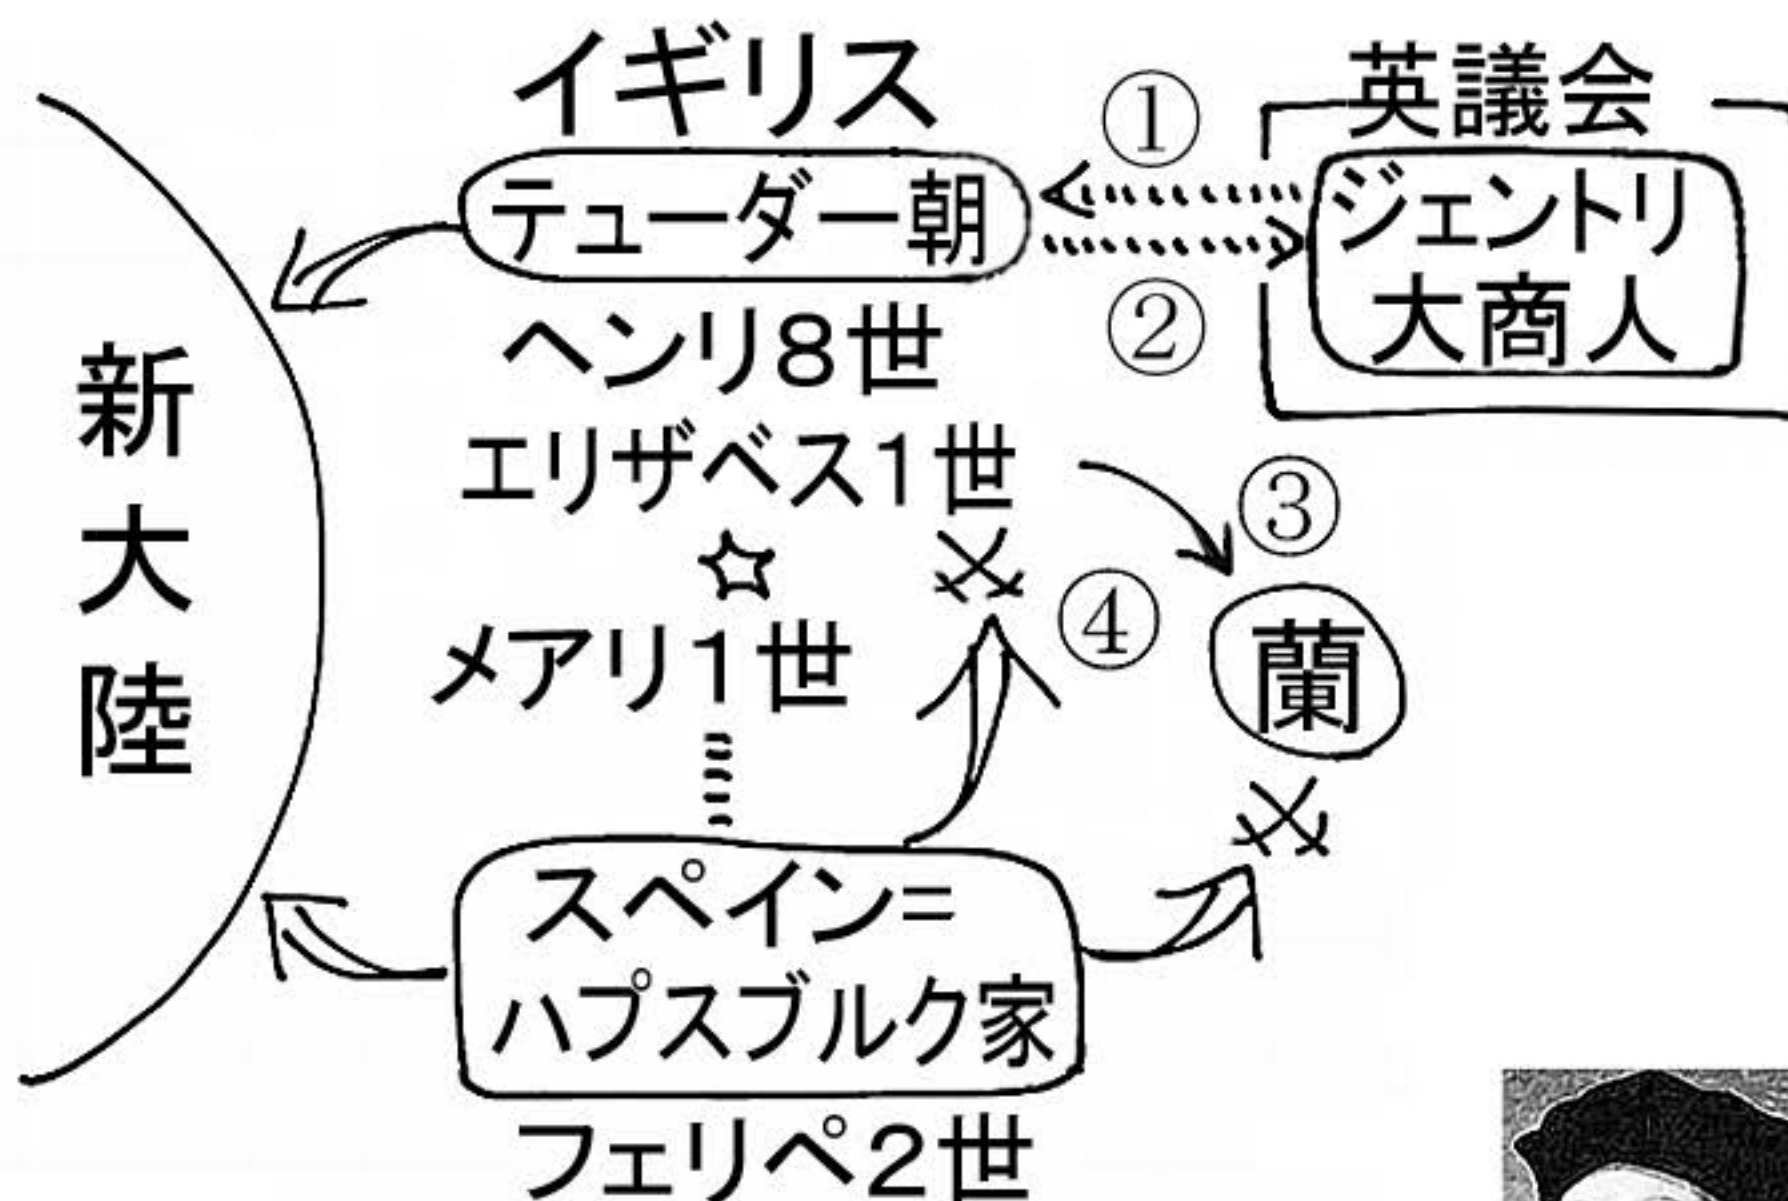 イギリス
テューダー朝
ヘンリ8世
エリザベス1世
☆
メアリ1世
スペイン=
ハプスブルク家
フェリペ2世
新大陸
①
②
英議会
ジェントリ
大商人
③
④
蘭